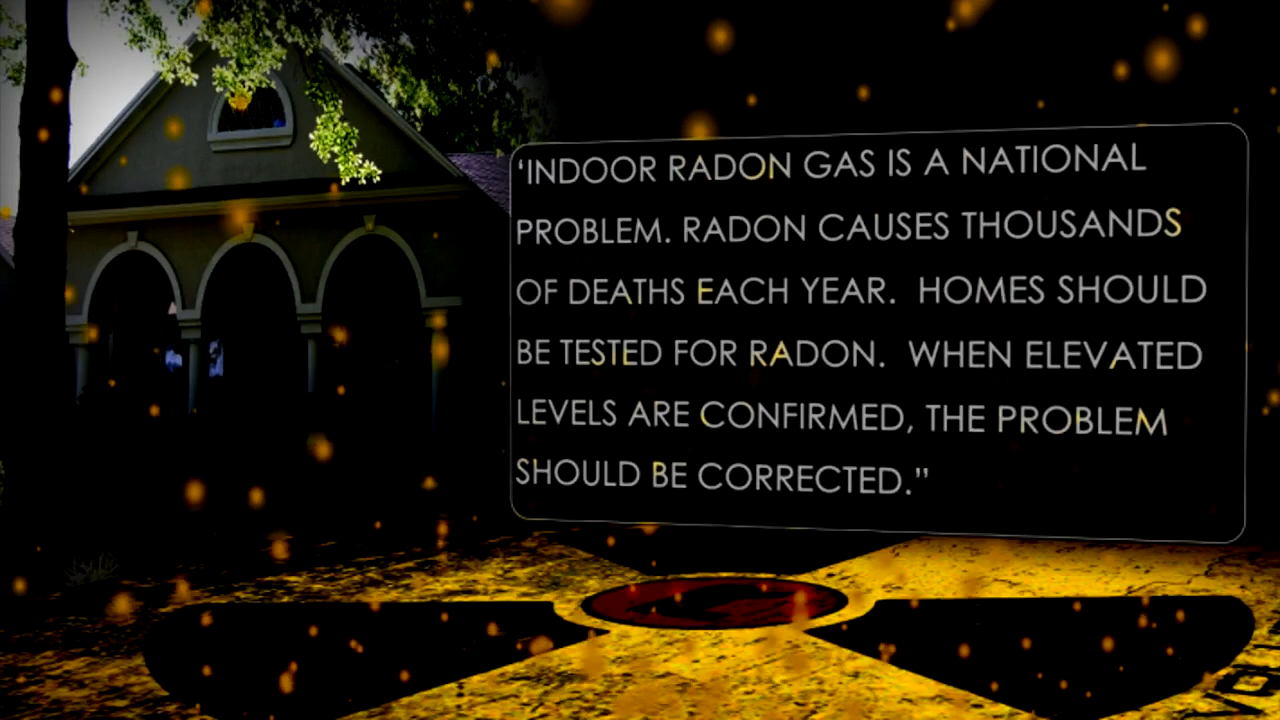 ‘INDOOR RADON GAS IS A NATIONAL
PROBLEM. RADON CAUSES THOUSANDS
OF DEATHS EACH YEAR.  HOMES SHOULD
BE TESTED FOR RADON.  WHEN ELEVATED
LEVELS ARE CONFIRMED, THE PROBLEM
SHOULD BE CORRECTED.”